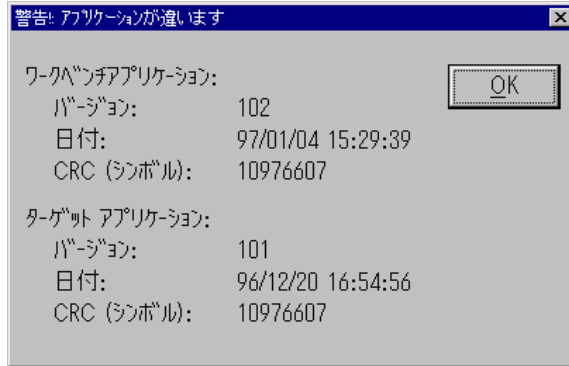 警告!: ｱﾌﾟﾘｹｰｼｮﾝが違います
ﾜｰｸﾍﾞﾝﾁｱﾌﾟﾘｹｰｼｮﾝ:
OK
ﾊﾞｰｼﾞｮﾝ: 102
日付: 97/01/04 15:29:39
CRC (ｼﾝﾎﾞﾙ): 10976607
ﾀｰｹﾞｯﾄ ｱﾌﾟﾘｹｰｼｮﾝ:
ﾊﾞｰｼﾞｮﾝ: 101
日付: 96/12/20 16:54:56
CRC (ｼﾝﾎﾞﾙ): 10976607